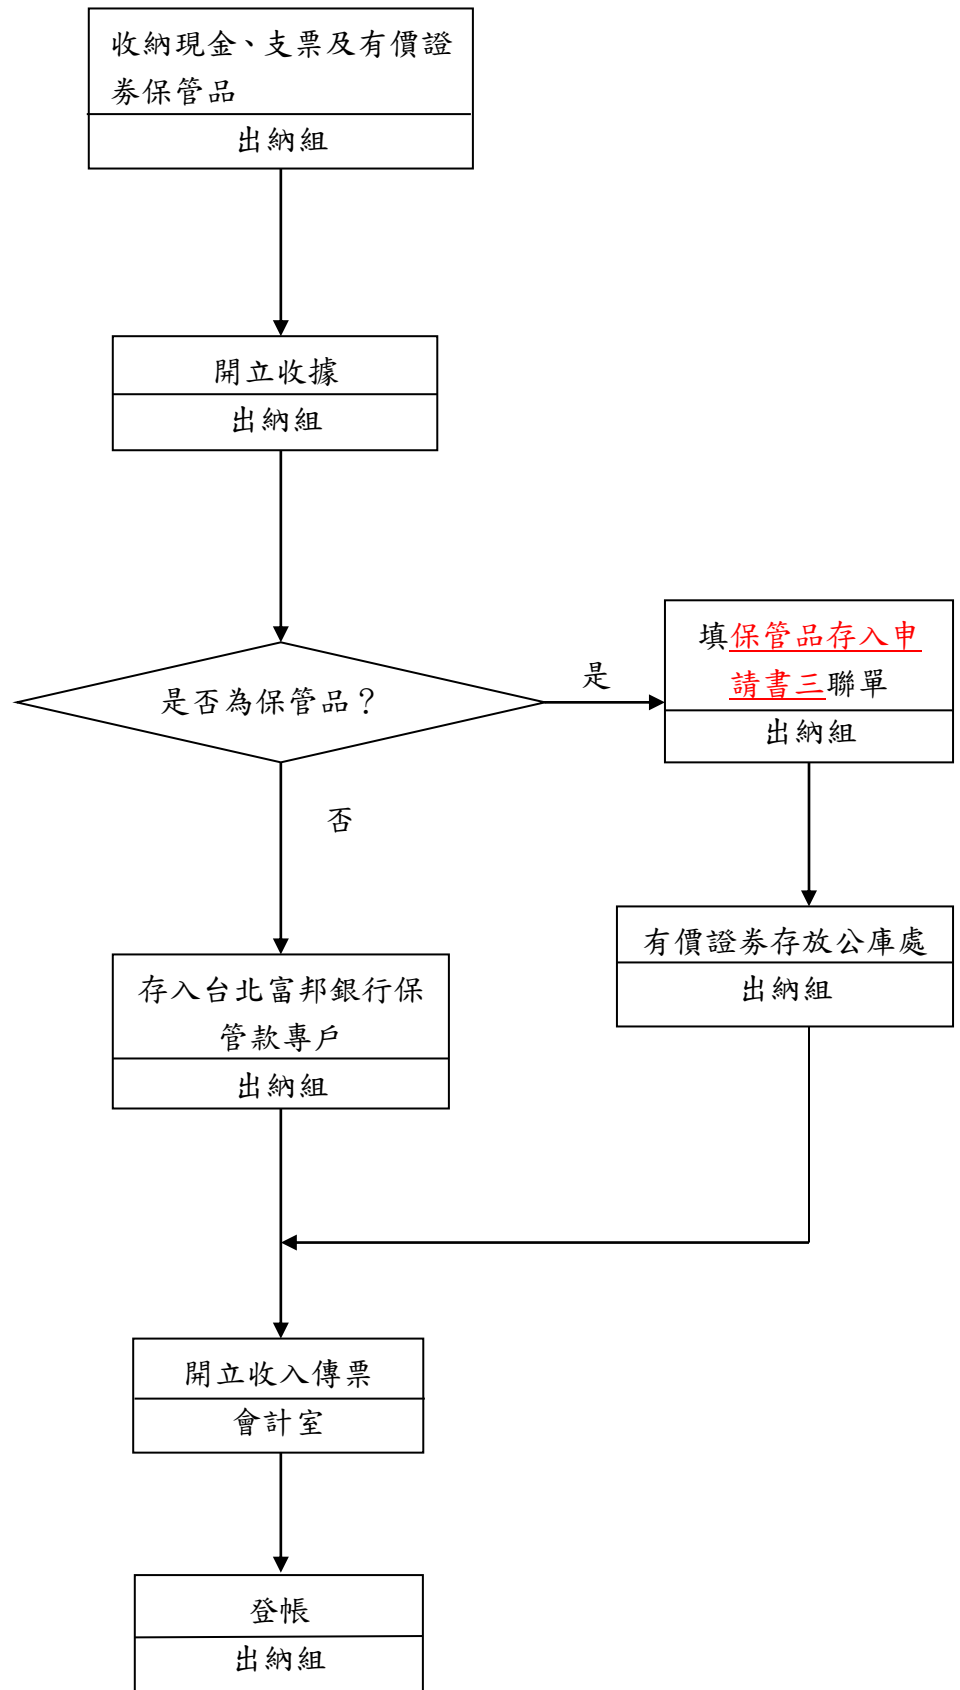 收納現金、支票及有價證
券保管品
出納組
開立收據
出納組
是否為保管品？
是
填保管品存入申
請書三聯單
出納組
否
有價證券存放公庫處
出納組
存入台北富邦銀行保
管款專戶
出納組
開立收入傳票
會計室
登帳
出納組